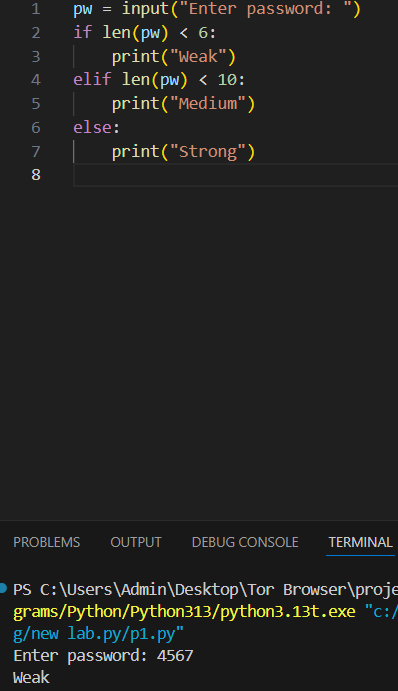 1 pw = input("Enter password: ")
2 if len(pw) < 6:
3     print("Weak")
4 elif len(pw) < 10:
5     print("Medium")
6 else:
7     print("Strong")
8
PROBLEMS OUTPUT DEBUG CONSOLE TERMINAL
PS C:\Users\Admin\Desktop\Tor Browser\proje
grams/Python/Python313/python3.13t.exe "c:/
g/new lab.py/p1.py"
Enter password: 4567
Weak